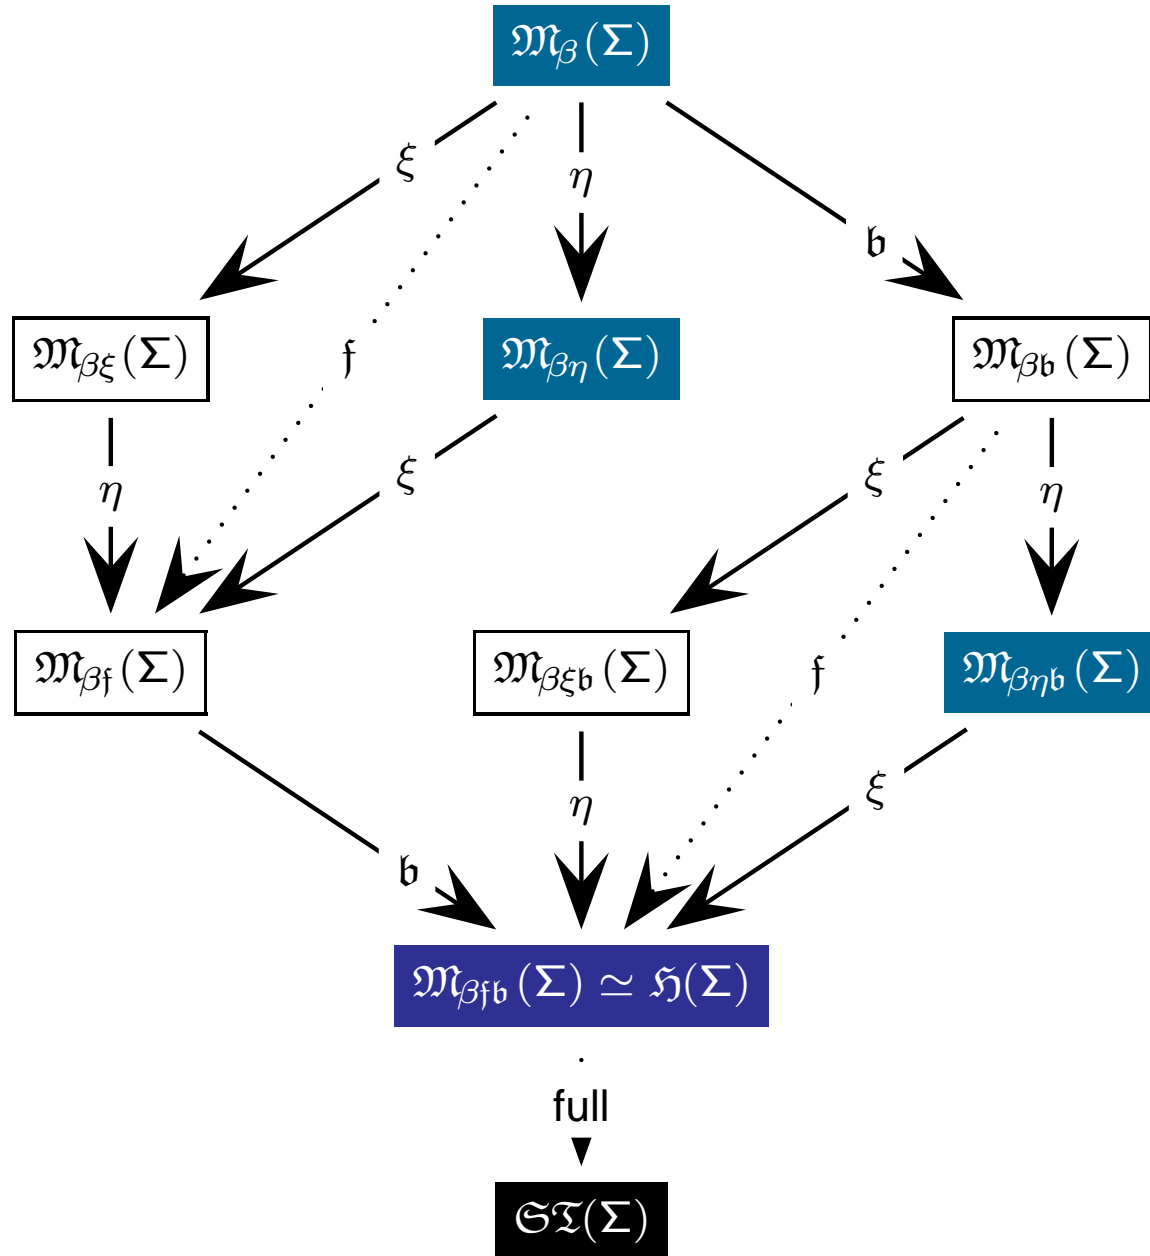 𝔐β(Σ)
ξ
η
𝔟
𝔐βξ(Σ)
𝔣
𝔐βη(Σ)
𝔐β𝔟(Σ)
η
ξ
ξ
η
𝔐β𝔣(Σ)
𝔐βξ𝔟(Σ)
𝔣
𝔐βη𝔟(Σ)
𝔟
η
ξ
𝔐β𝔣𝔟(Σ) ≃ ℌ(Σ)
full
𝔖𝔗(Σ)